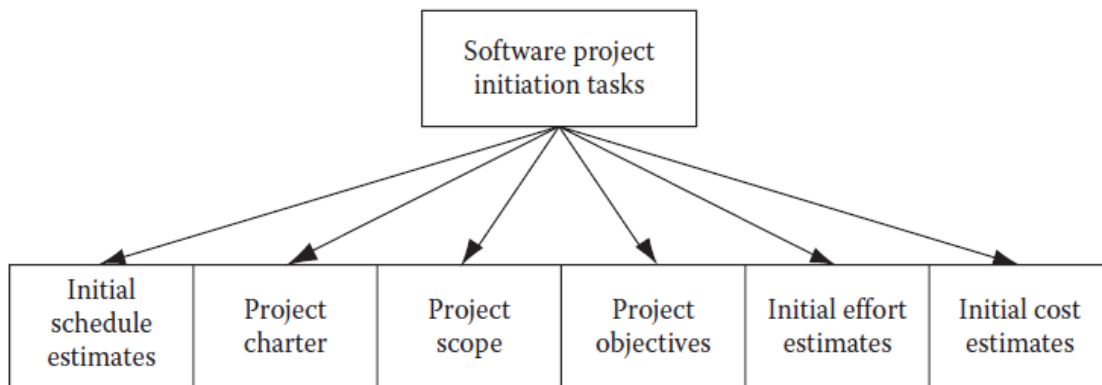 Software project
initiation tasks
Initial
schedule
estimates
Project
charter
Project
scope
Project
objectives
Initial effort
estimates
Initial cost
estimates